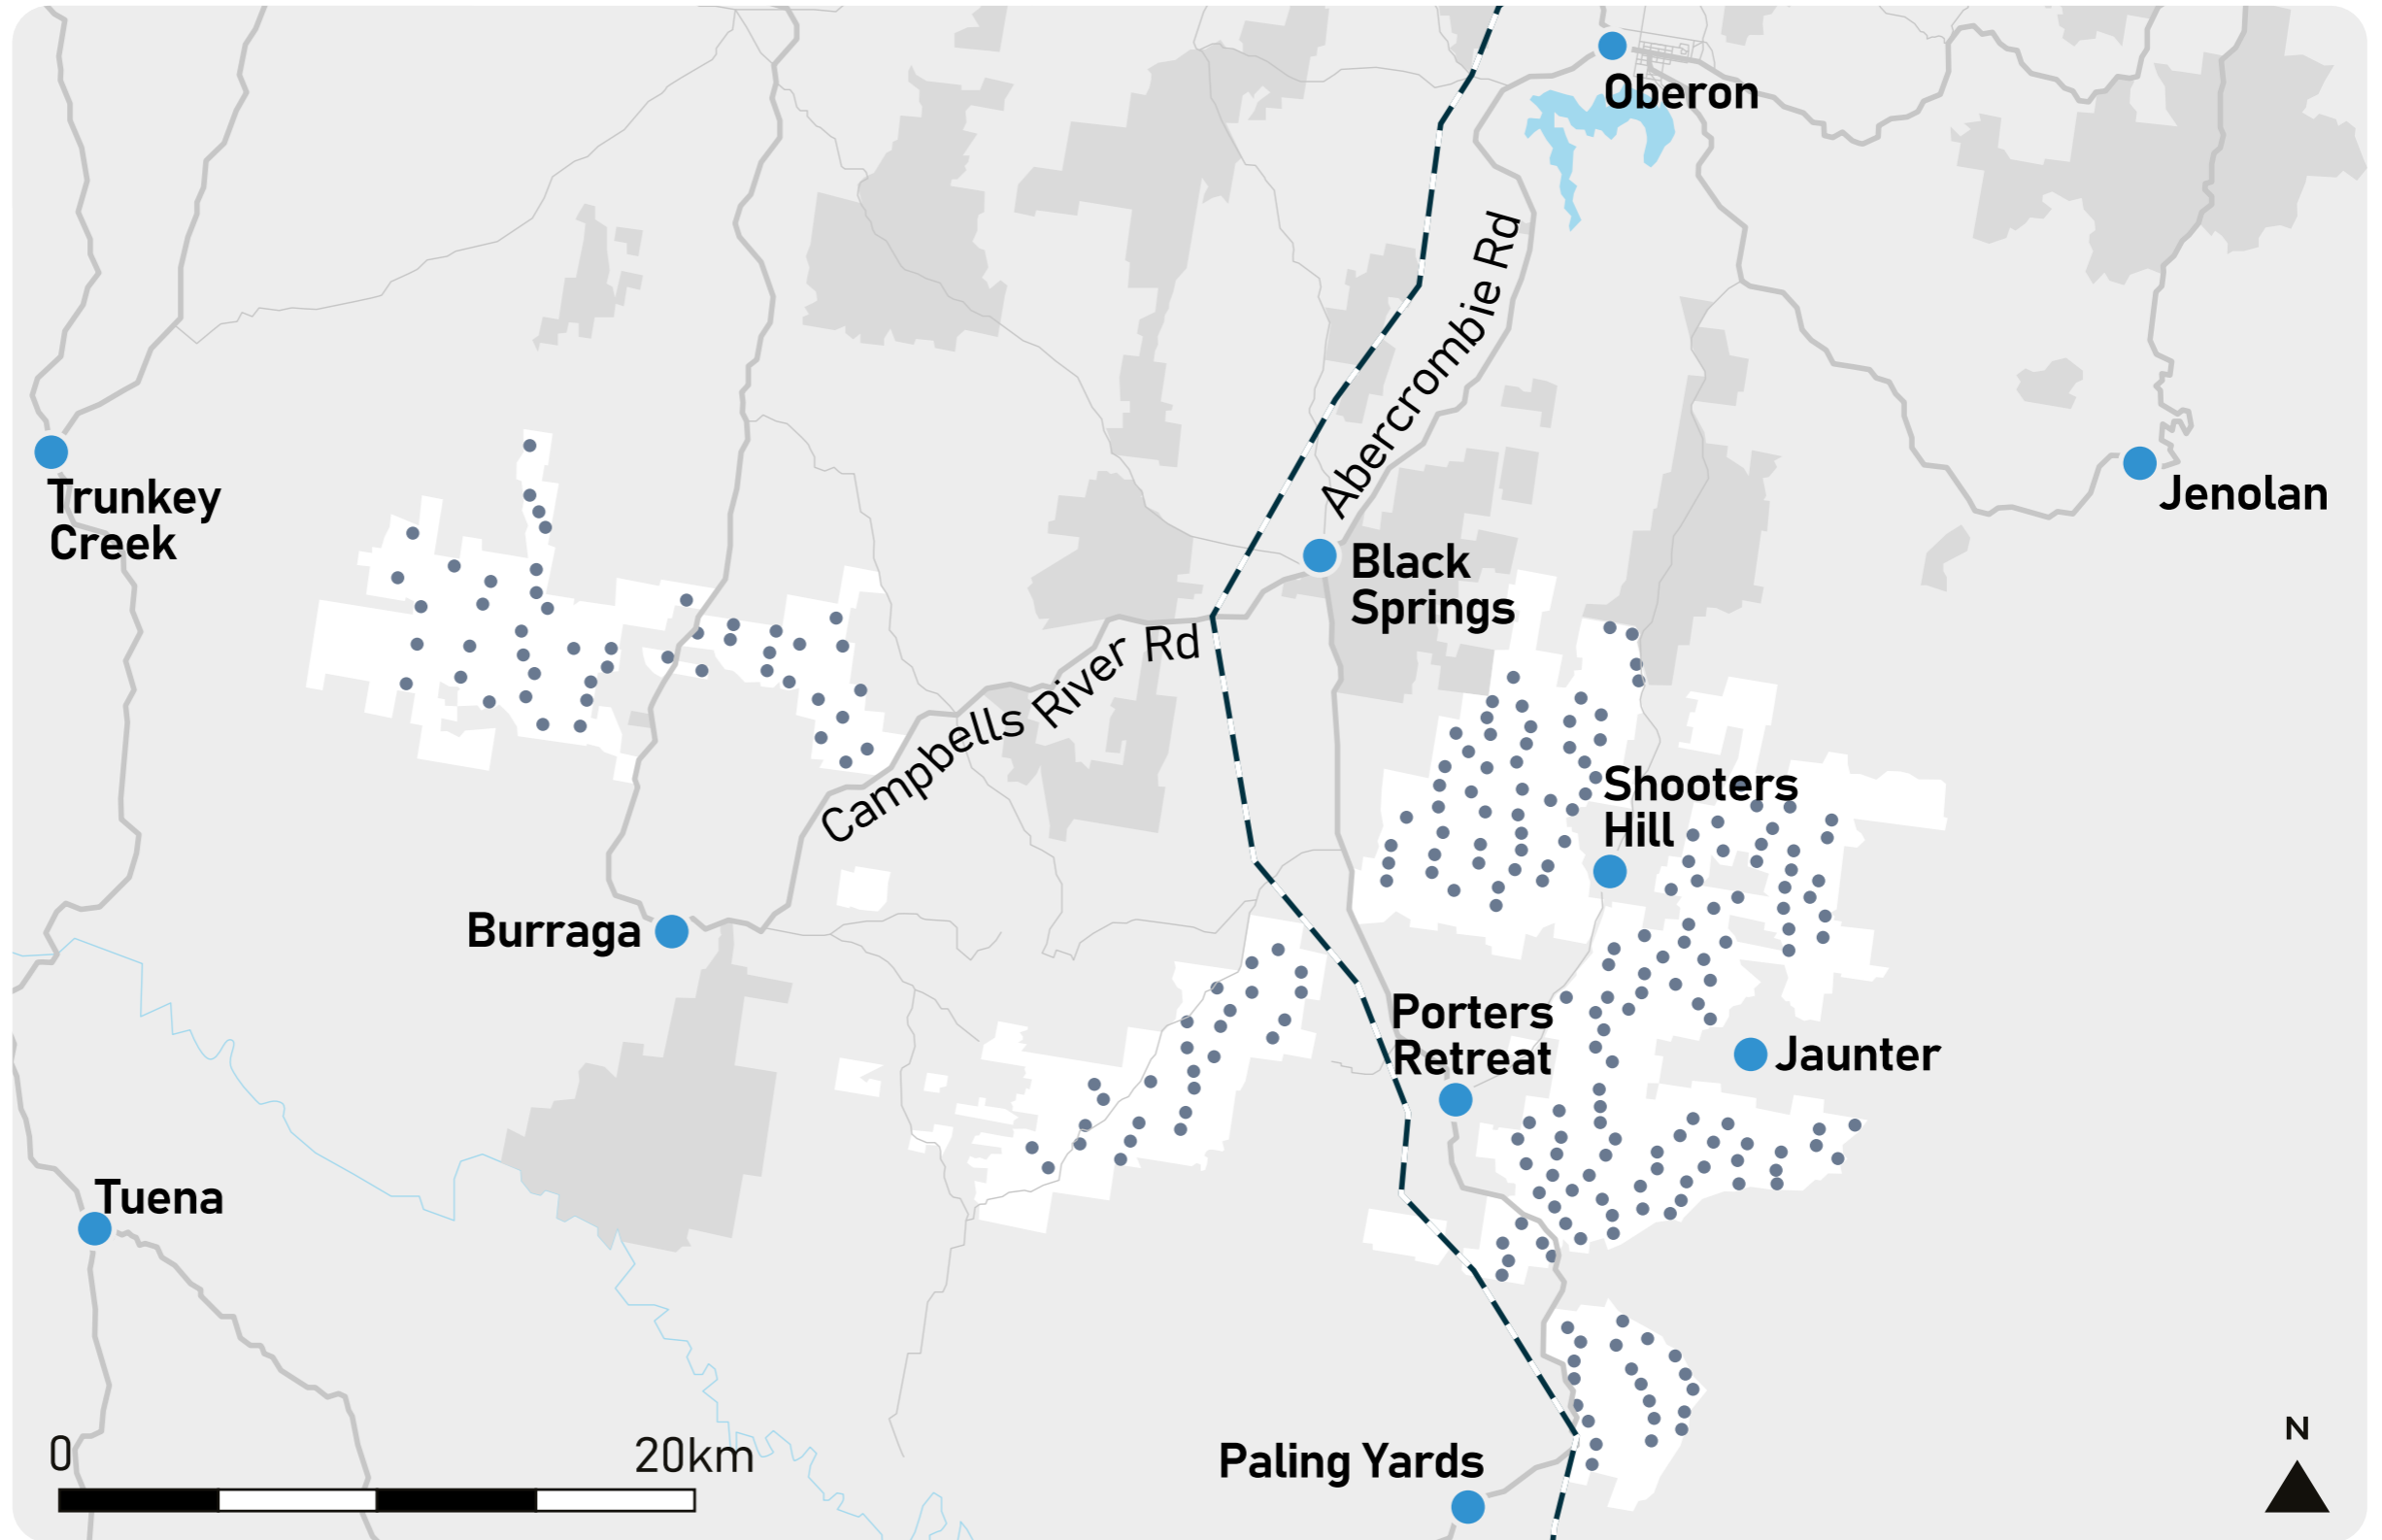 Oberon
Abercrombie Rd
Trunkey
Creek
Jenolan
Black
Springs
Campbells River Rd
Shooters
Hill
Burraga
Porters
Retreat
Jaunter
Tuena
0
20km
Paling Yards
N